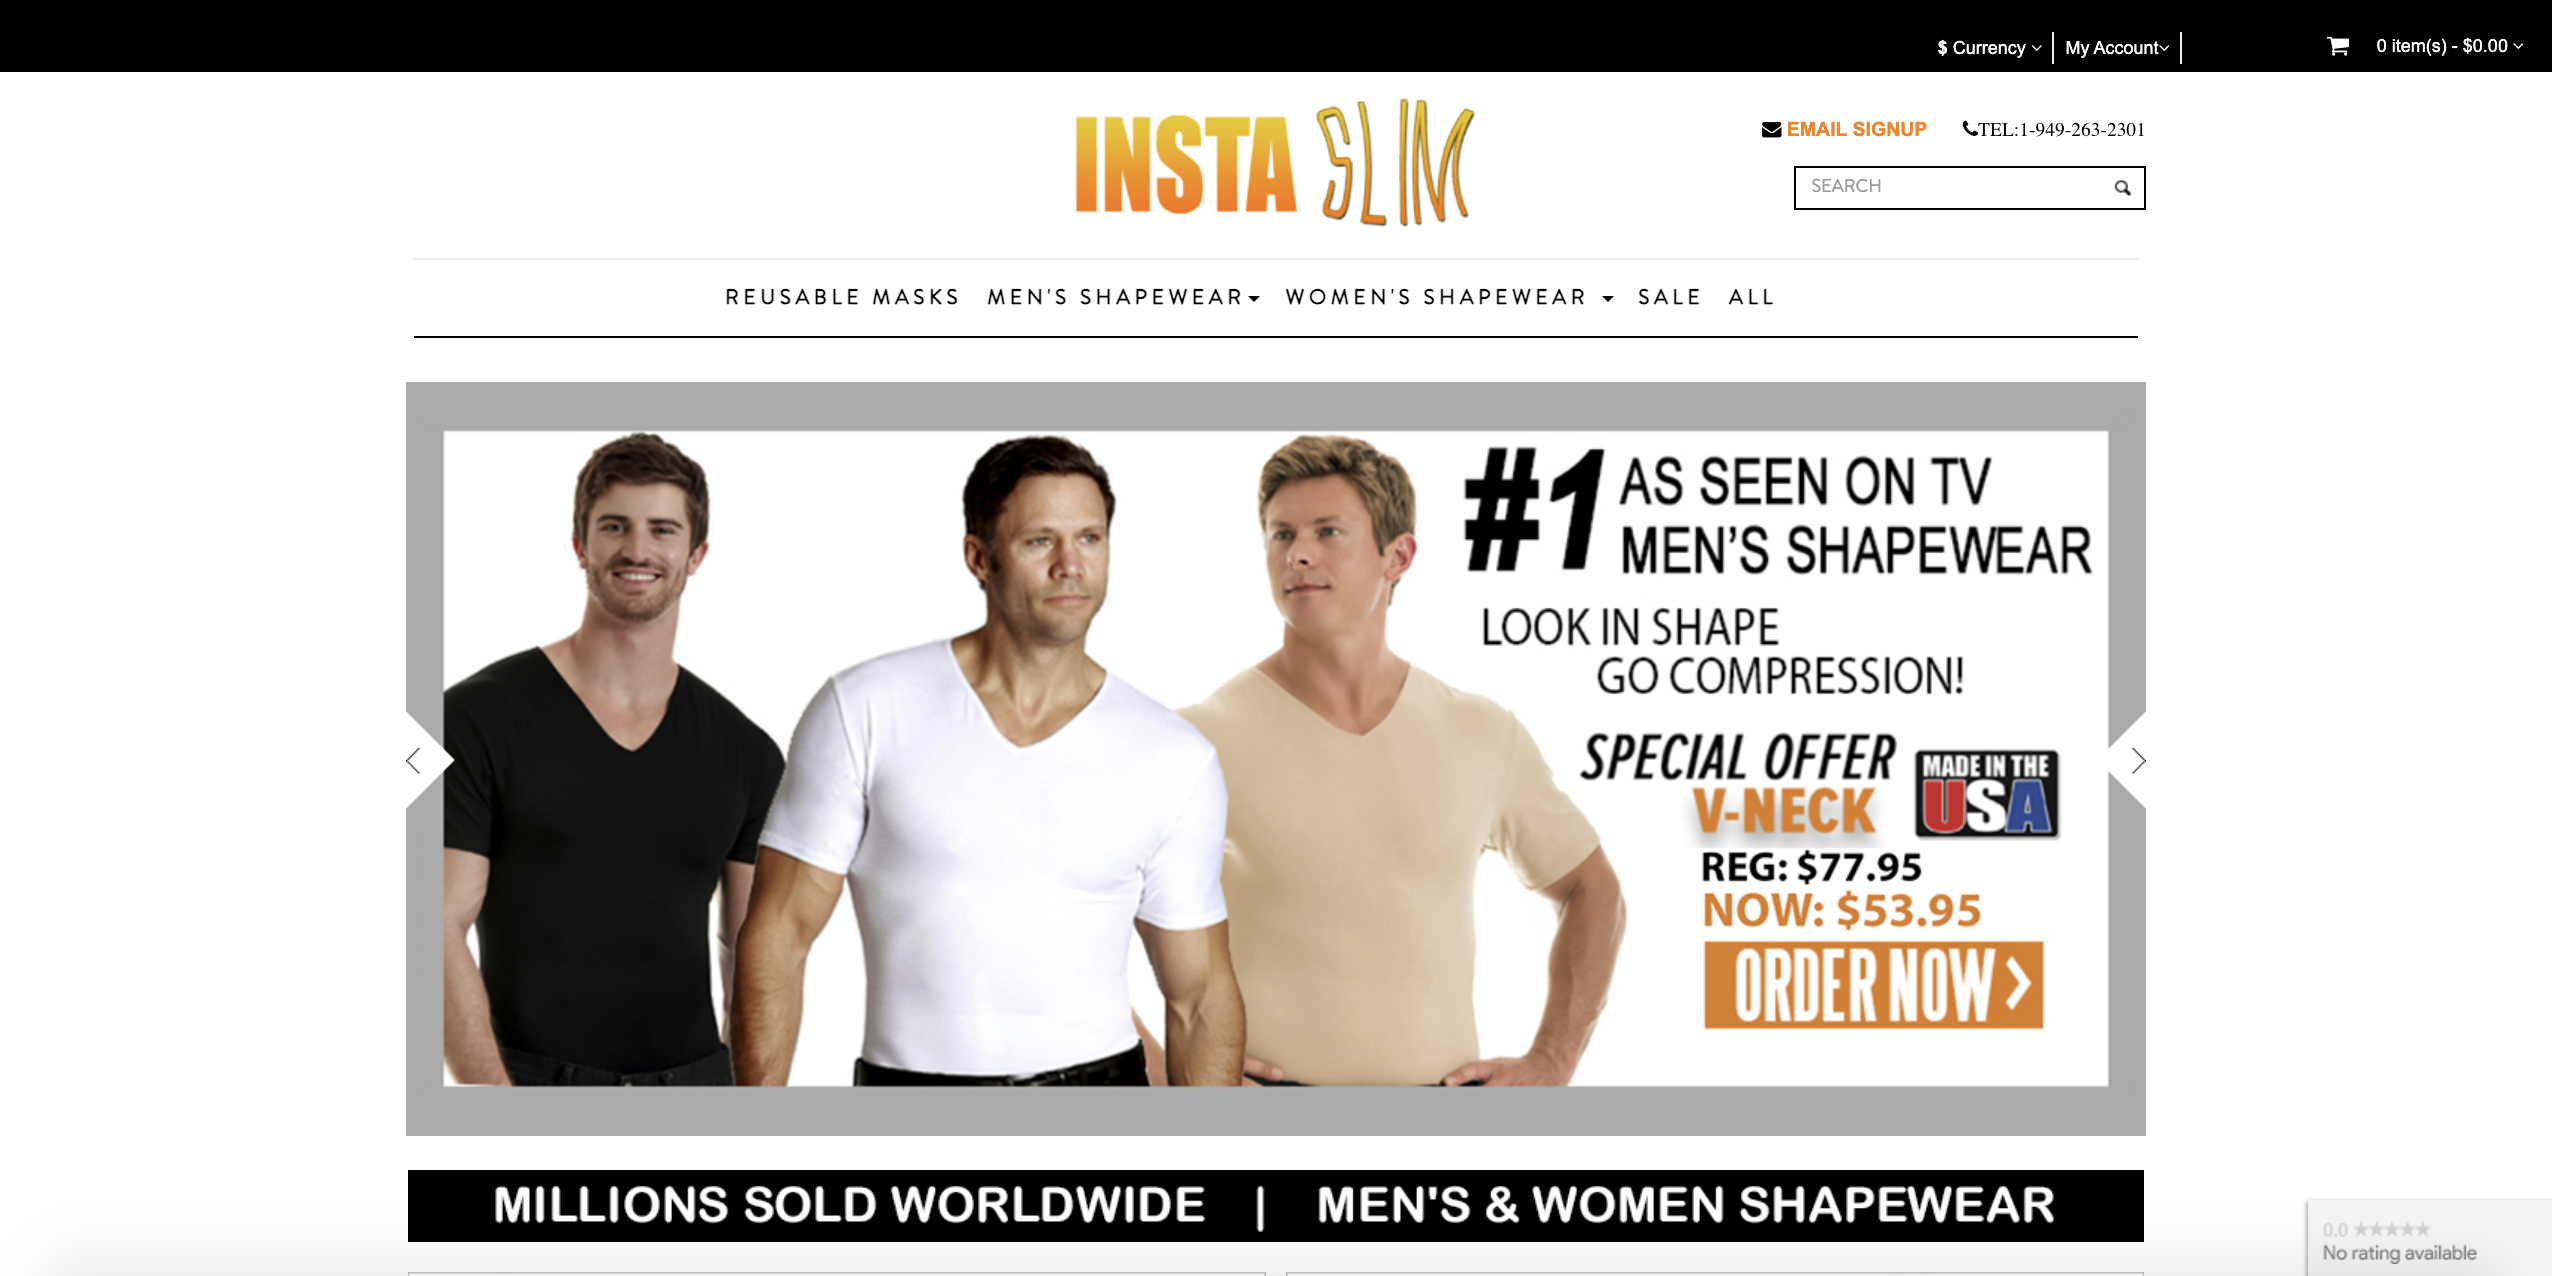 $ Currency
My Account
0 item(s) - $0.00
INSTA SLIM
EMAIL SIGNUP
TEL:1-949-263-2301
SEARCH
REUSABLE MASKS
MEN'S SHAPEWEAR
WOMEN'S SHAPEWEAR
SALE
ALL
#1 AS SEEN ON TV
MEN'S SHAPEWEAR
LOOK IN SHAPE
GO COMPRESSION!
SPECIAL OFFER
V-NECK
MADE IN THE
USA
REG: $77.95
NOW: $53.95
ORDER NOW >
MILLIONS SOLD WORLDWIDE | MEN'S & WOMEN SHAPEWEAR
0.0 ★★★★★
No rating available